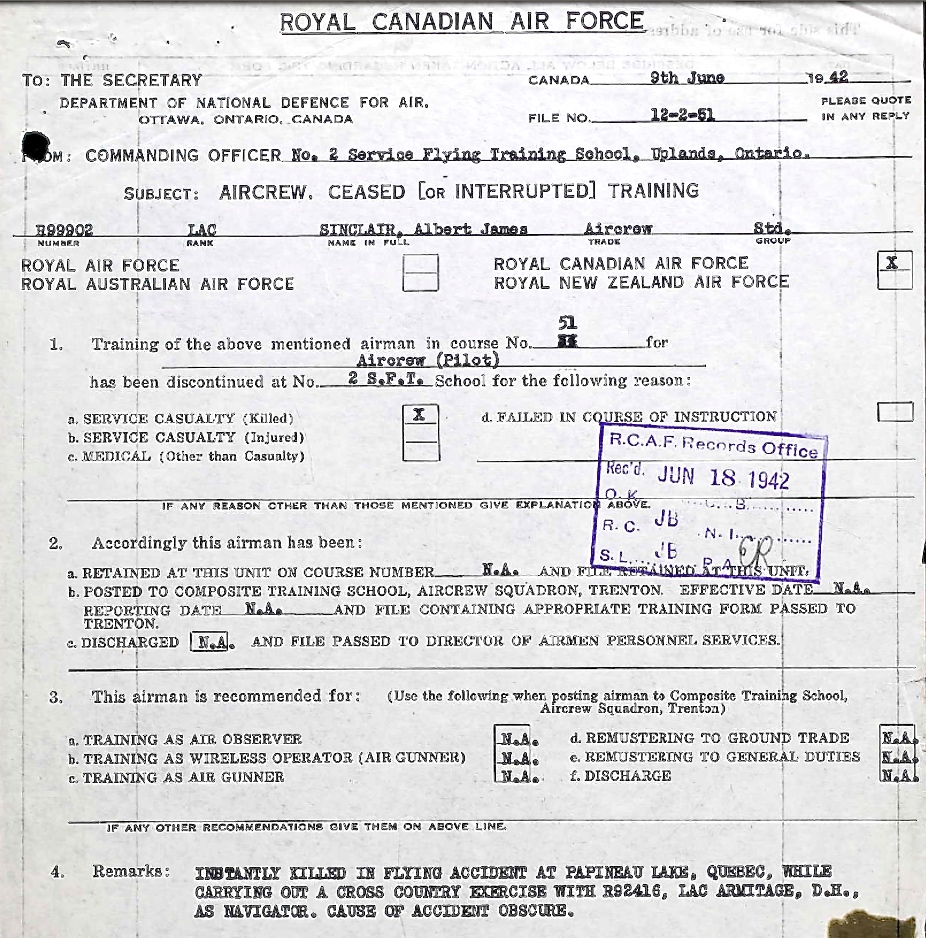 ROYAL CANADIAN AIR FORCE
This side for use of addressee
TO: THE SECRETARY CANADA 9th June 1942
DEPARTMENT OF NATIONAL DEFENCE FOR AIR. PLEASE QUOTE
OTTAWA, ONTARIO, CANADA FILE NO. 12-2-51 IN ANY REPLY
FROM: COMMANDING OFFICER No. 2 Service Flying Training School, Uplands, Ontario.
SUBJECT: AIRCREW. CEASED [OR INTERRUPTED] TRAINING
R99902 LAC SINCLAIR, Albert James Aircrew Std.
NUMBER RANK NAME IN FULL TRADE GROUP
ROYAL AIR FORCE ROYAL CANADIAN AIR FORCE X
ROYAL AUSTRALIAN AIR FORCE ROYAL NEW ZEALAND AIR FORCE
51
1. Training of the above mentioned airman in course No. for
Aircrew (Pilot)
has been discontinued at No. 2 S.F.T. School for the following reason:
a. SERVICE CASUALTY (Killed) X d. FAILED IN COURSE OF INSTRUCTION
b. SERVICE CASUALTY (Injured)
c. MEDICAL (Other than Casualty)
R.C.A.F. Records Office
Rec'd. JUN 18 1942
O.K. B.
R.C. JB N.I.
S.L. JB P.A. ER
IF ANY REASON OTHER THAN THOSE MENTIONED GIVE EXPLANATION ABOVE.
2. Accordingly this airman has been:
a. RETAINED AT THIS UNIT ON COURSE NUMBER N.A. AND FILE RETAINED AT THIS UNIT.
b. POSTED TO COMPOSITE TRAINING SCHOOL, AIRCREW SQUADRON, TRENTON. EFFECTIVE DATE N.A.
REPORTING DATE N.A. AND FILE CONTAINING APPROPRIATE TRAINING FORM PASSED TO
TRENTON.
c. DISCHARGED N.A. AND FILE PASSED TO DIRECTOR OF AIRMEN PERSONNEL SERVICES.
3. This airman is recommended for: (Use the following when posting airman to Composite Training School,
Aircrew Squadron, Trenton)
a. TRAINING AS AIR OBSERVER N.A. d. REMUSTERING TO GROUND TRADE N.A.
b. TRAINING AS WIRELESS OPERATOR (AIR GUNNER) N.A. e. REMUSTERING TO GENERAL DUTIES N.A.
c. TRAINING AS AIR GUNNER N.A. f. DISCHARGE N.A.
IF ANY OTHER RECOMMENDATIONS GIVE THEM ON ABOVE LINE.
4. Remarks: INSTANTLY KILLED IN FLYING ACCIDENT AT PAPINEAU LAKE, QUEBEC, WHILE
CARRYING OUT A CROSS COUNTRY EXERCISE WITH R92416, LAC ARMITAGE, D.H.,
AS NAVIGATOR. CAUSE OF ACCIDENT OBSCURE.